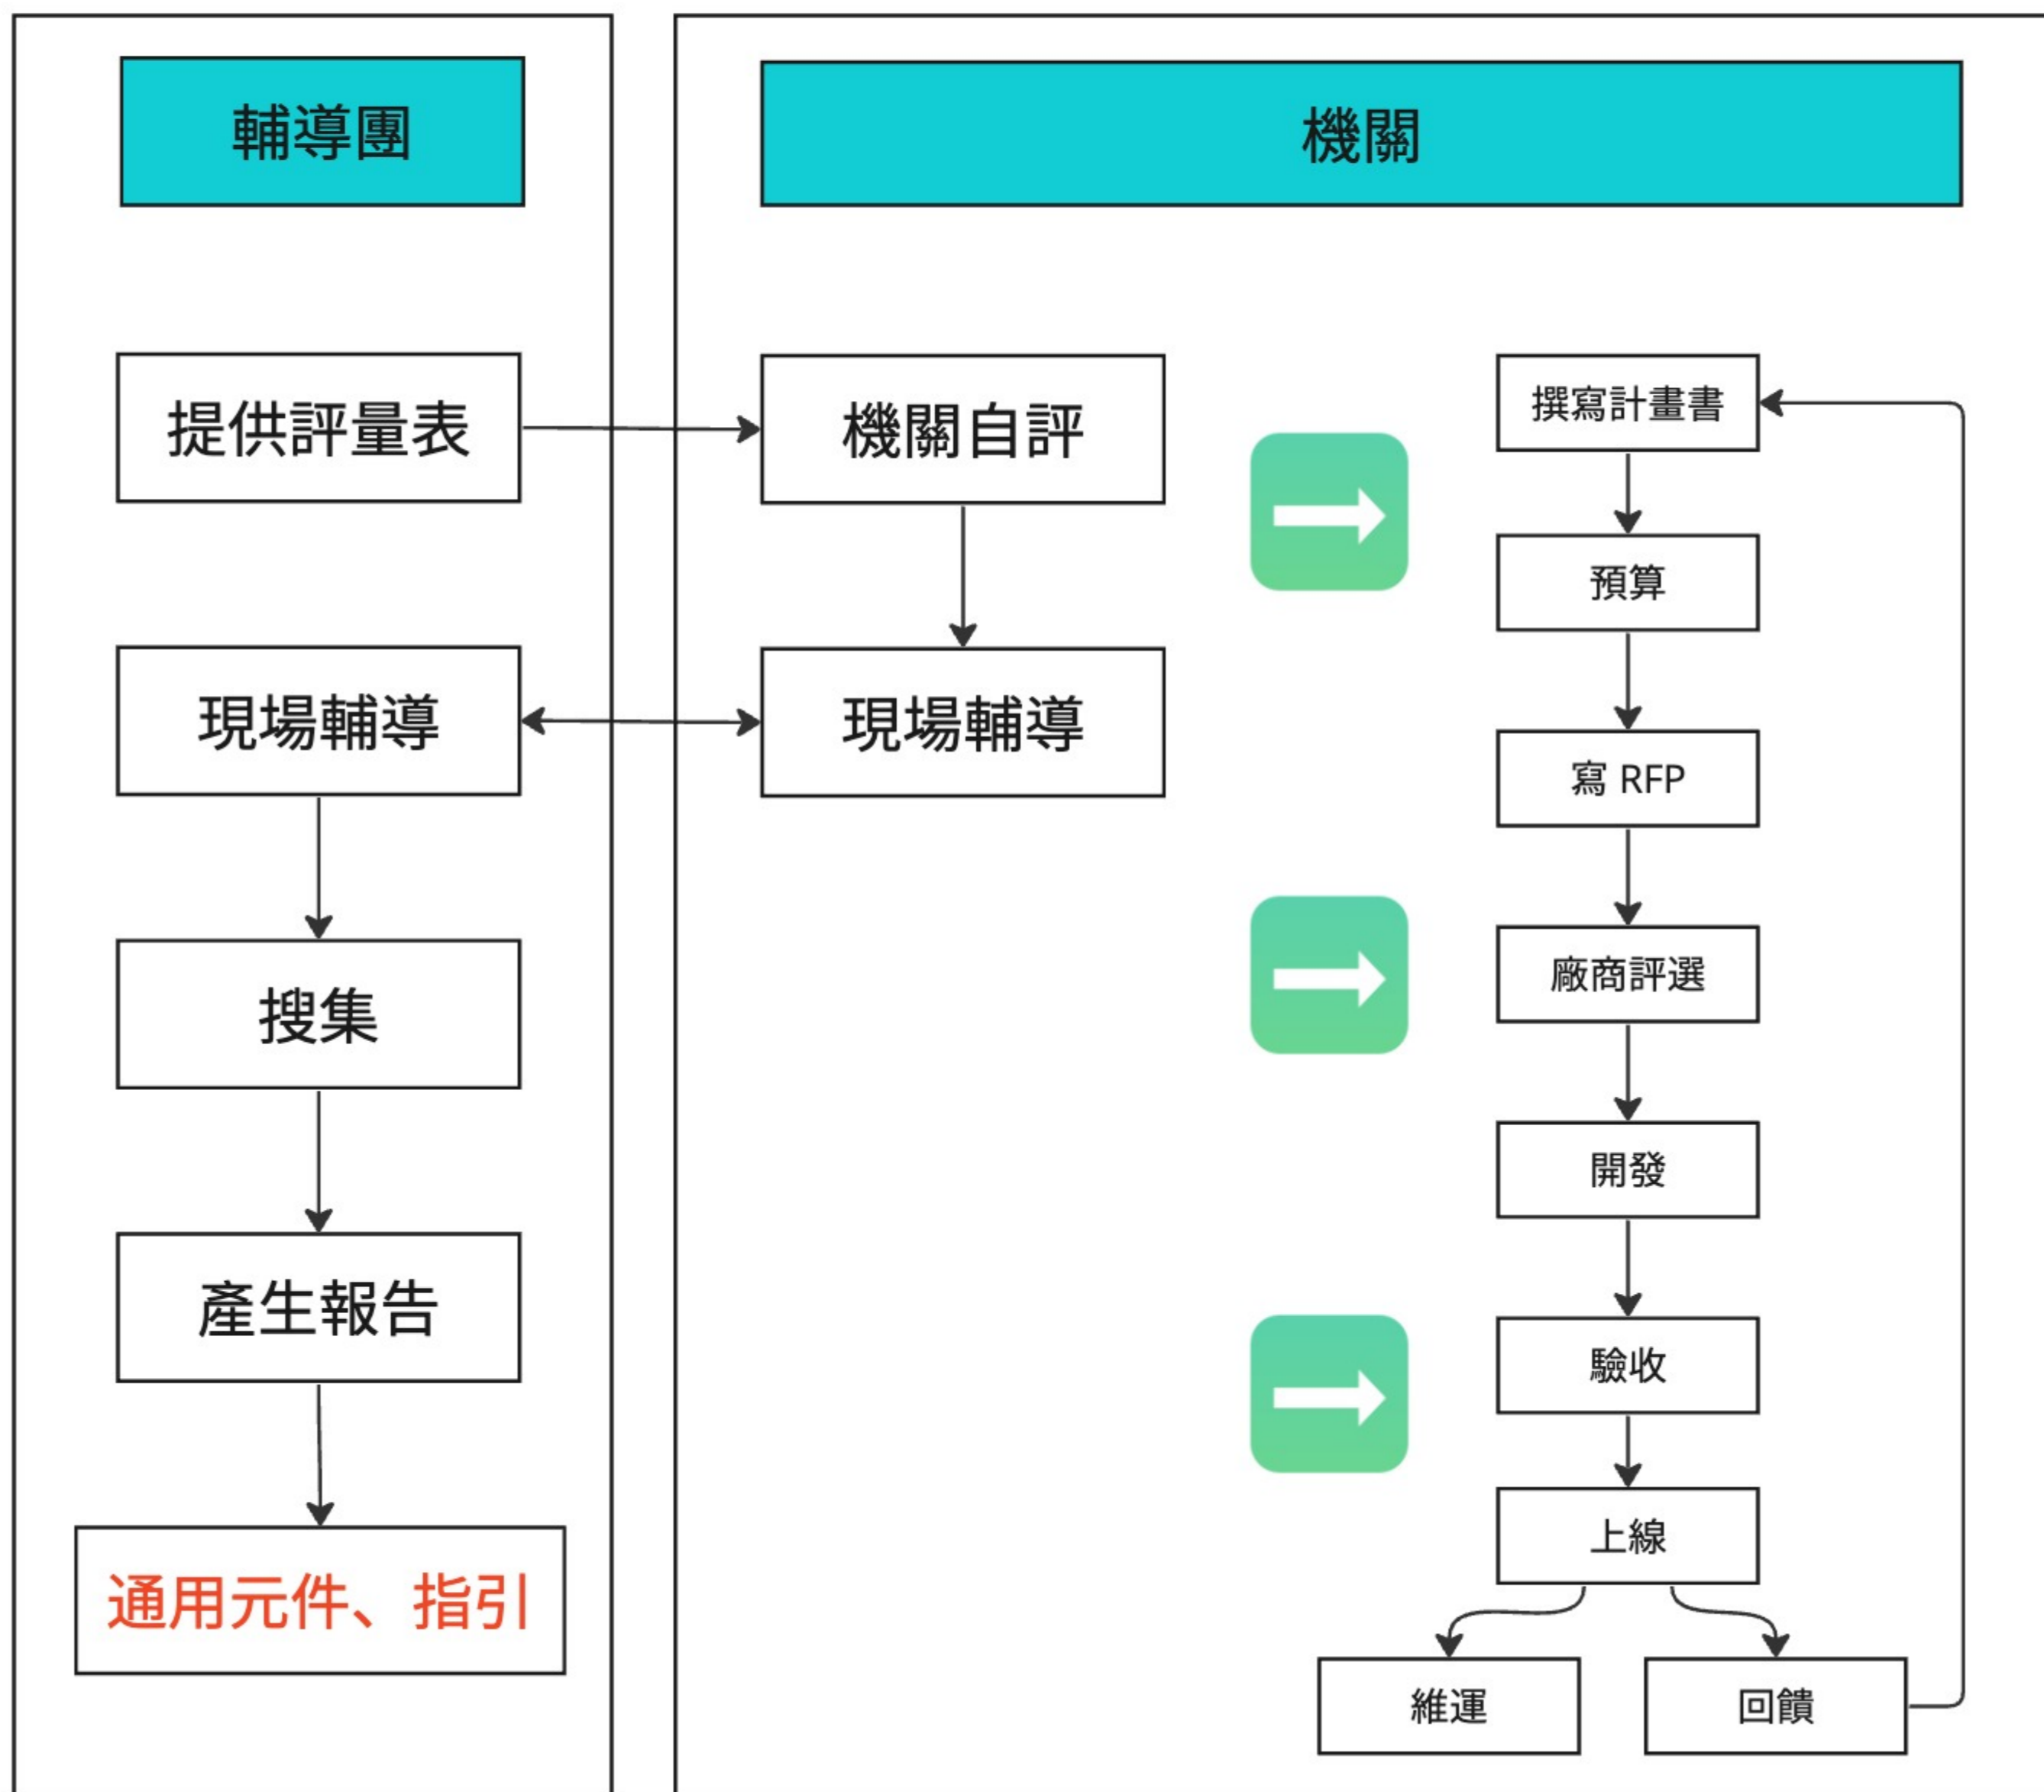 輔導團
機關
提供評量表
現場輔導
搜集
產生報告
通用元件、指引
機關自評
現場輔導
撰寫計畫書
預算
寫 RFP
廠商評選
開發
驗收
上線
維運
回饋